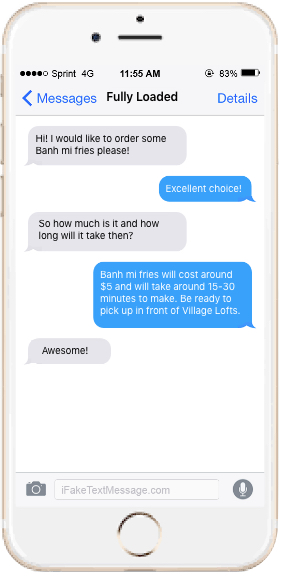 Sprint 4G 11:55 AM 83%
Messages Fully Loaded Details
Hi! I would like to order some
Banh mi fries please!
Excellent choice!
So how much is it and how
long will it take then?
Banh mi fries will cost around
$5 and will take around 15-30
minutes to make. Be ready to
pick up in front of Village Lofts.
Awesome!
iFakeTextMessage.com